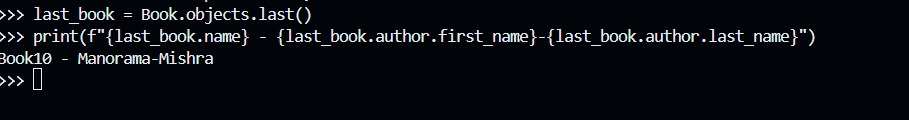 >>> last_book = Book.objects.last()
>>> print(f"{last_book.name} - {last_book.author.first_name}-{last_book.author.last_name}")
Book10 - Manorama-Mishra
>>>